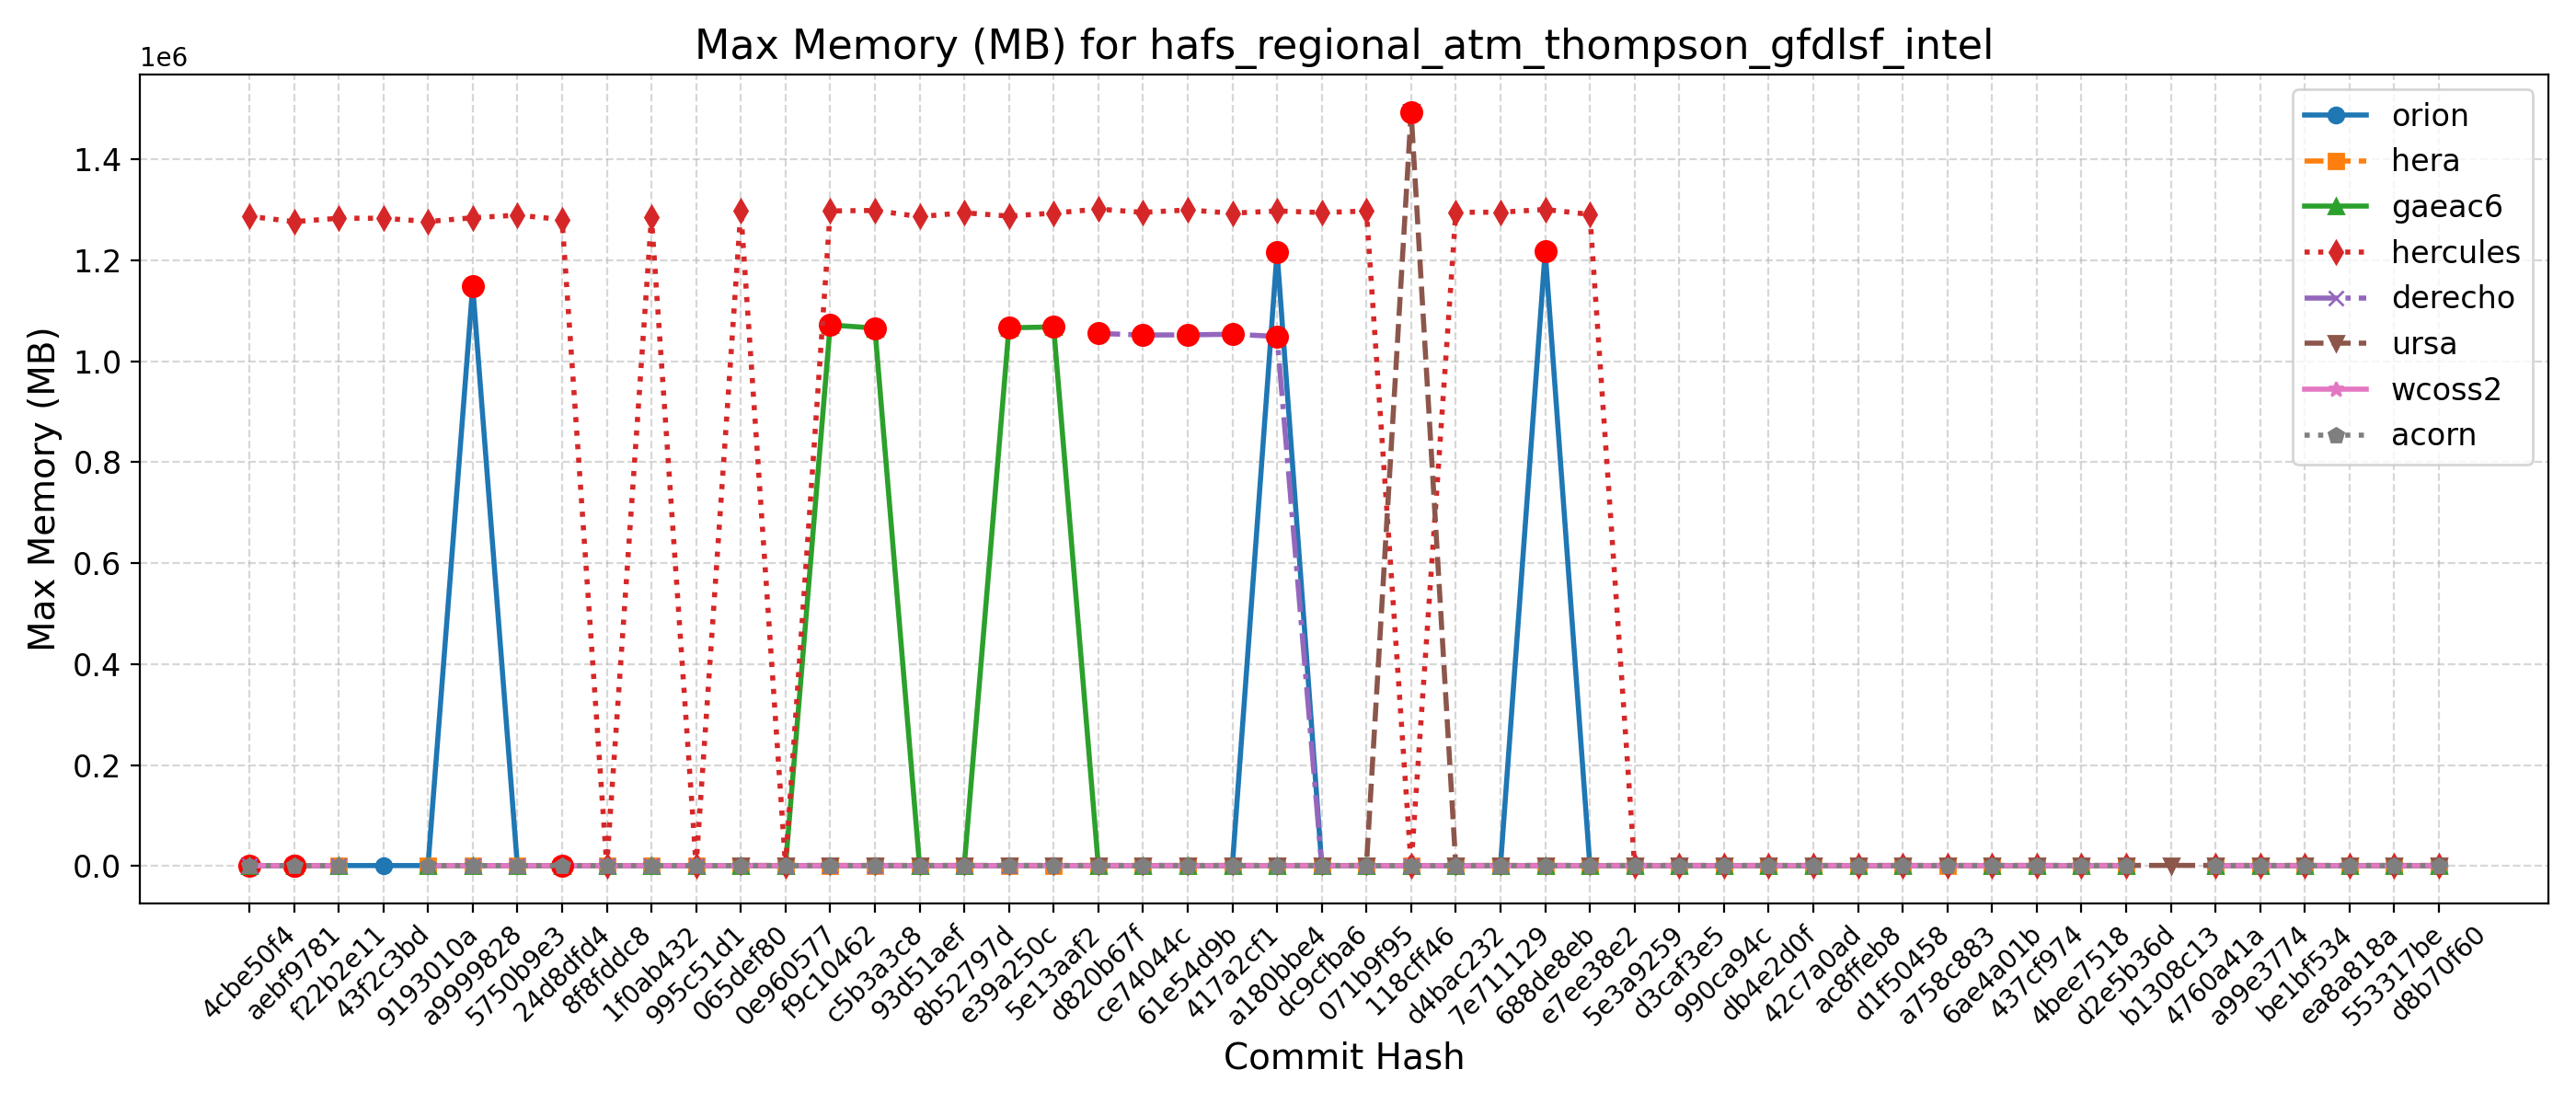 Max Memory (MB) for hafs_regional_atm_thompson_gfdlsf_intel
1e6
1.4
1.2
1.0
0.8
0.6
0.4
0.2
0.0
Max Memory (MB)
orion
hera
gaeac6
hercules
derecho
ursa
wcoss2
acorn
4cbe50f4
aebf9781
f22b2e11
43f2c3bd
9193010a
a9999828
5750b9e3
24d8dfd4
8f8fddc8
1f0ab432
995c51d1
065def80
0e960577
f9c10462
c5b3a3c8
93d51aef
8b52797d
e39a250c
5e13aaf2
d820b67f
ce74044c
61e54d9b
417a2cf1
a180bbe4
dc9cfba6
071b9f95
118cff46
d4bac232
7e711129
688de8eb
e7ee38e2
5e3a9259
d3caf3e5
990ca94c
db4e2d0f
42c7a0ad
ac8ffeb8
d1f50458
a758c883
6ae4a01b
437cf974
4bee7518
d2e5b36d
b1308c13
4760a41a
a99e3774
be1bf534
ea8a818a
553317be
d8b70f60
Commit Hash